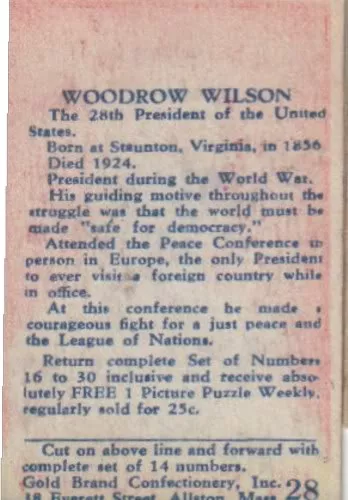 WOODROW WILSON
The 28th President of the United
States.
Born at Staunton, Virginia, in 1856
Died 1924.
President during the World War.
His guiding motive throughout the
struggle was that the world must be
made "safe for democracy."
Attended the Peace Conference in
person in Europe, the only President
to ever visit a foreign country while
in office.
At this conference he made a
courageous fight for a just peace and
the League of Nations.
Return complete Set of Numbers
16 to 30 inclusive and receive abso-
lutely FREE 1 Picture Puzzle Weekly,
regularly sold for 25c.
Cut on above line and forward with
complete set of 14 numbers.
Gold Brand Confectionery, Inc. 28
18 Everett Street, Allston, Mass.